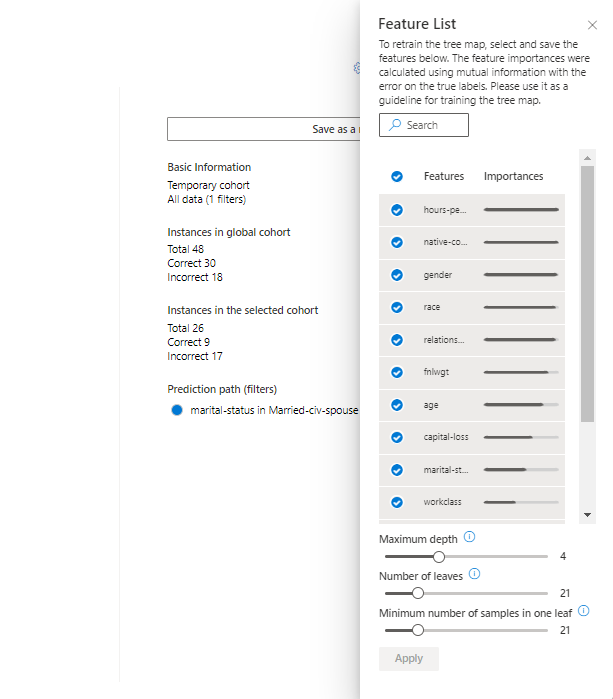 Feature List
To retrain the tree map, select and save the
features below. The feature importances were
calculated using mutual information with the
error on the true labels. Please use it as a
guideline for training the tree map.
Search
Save as a
Basic Information
Temporary cohort
All data (1 filters)
Instances in global cohort
Total 48
Correct 30
Incorrect 18
Instances in the selected cohort
Total 26
Correct 9
Incorrect 17
Prediction path (filters)
marital-status in Married-civ-spouse
Features Importances
hours-pe...
native-co...
gender
race
relations...
fnlwgt
age
capital-loss
marital-st...
workclass
Maximum depth
4
Number of leaves
21
Minimum number of samples in one leaf
21
Apply